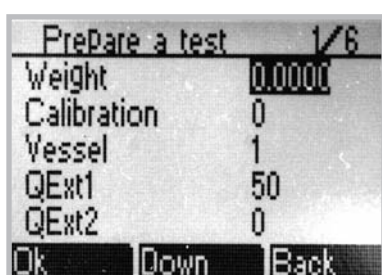 PrePare a test 1/6
Weight 0.0000
Calibration 0
Vessel 1
QExt1 50
QExt2 0
Ok Down Back